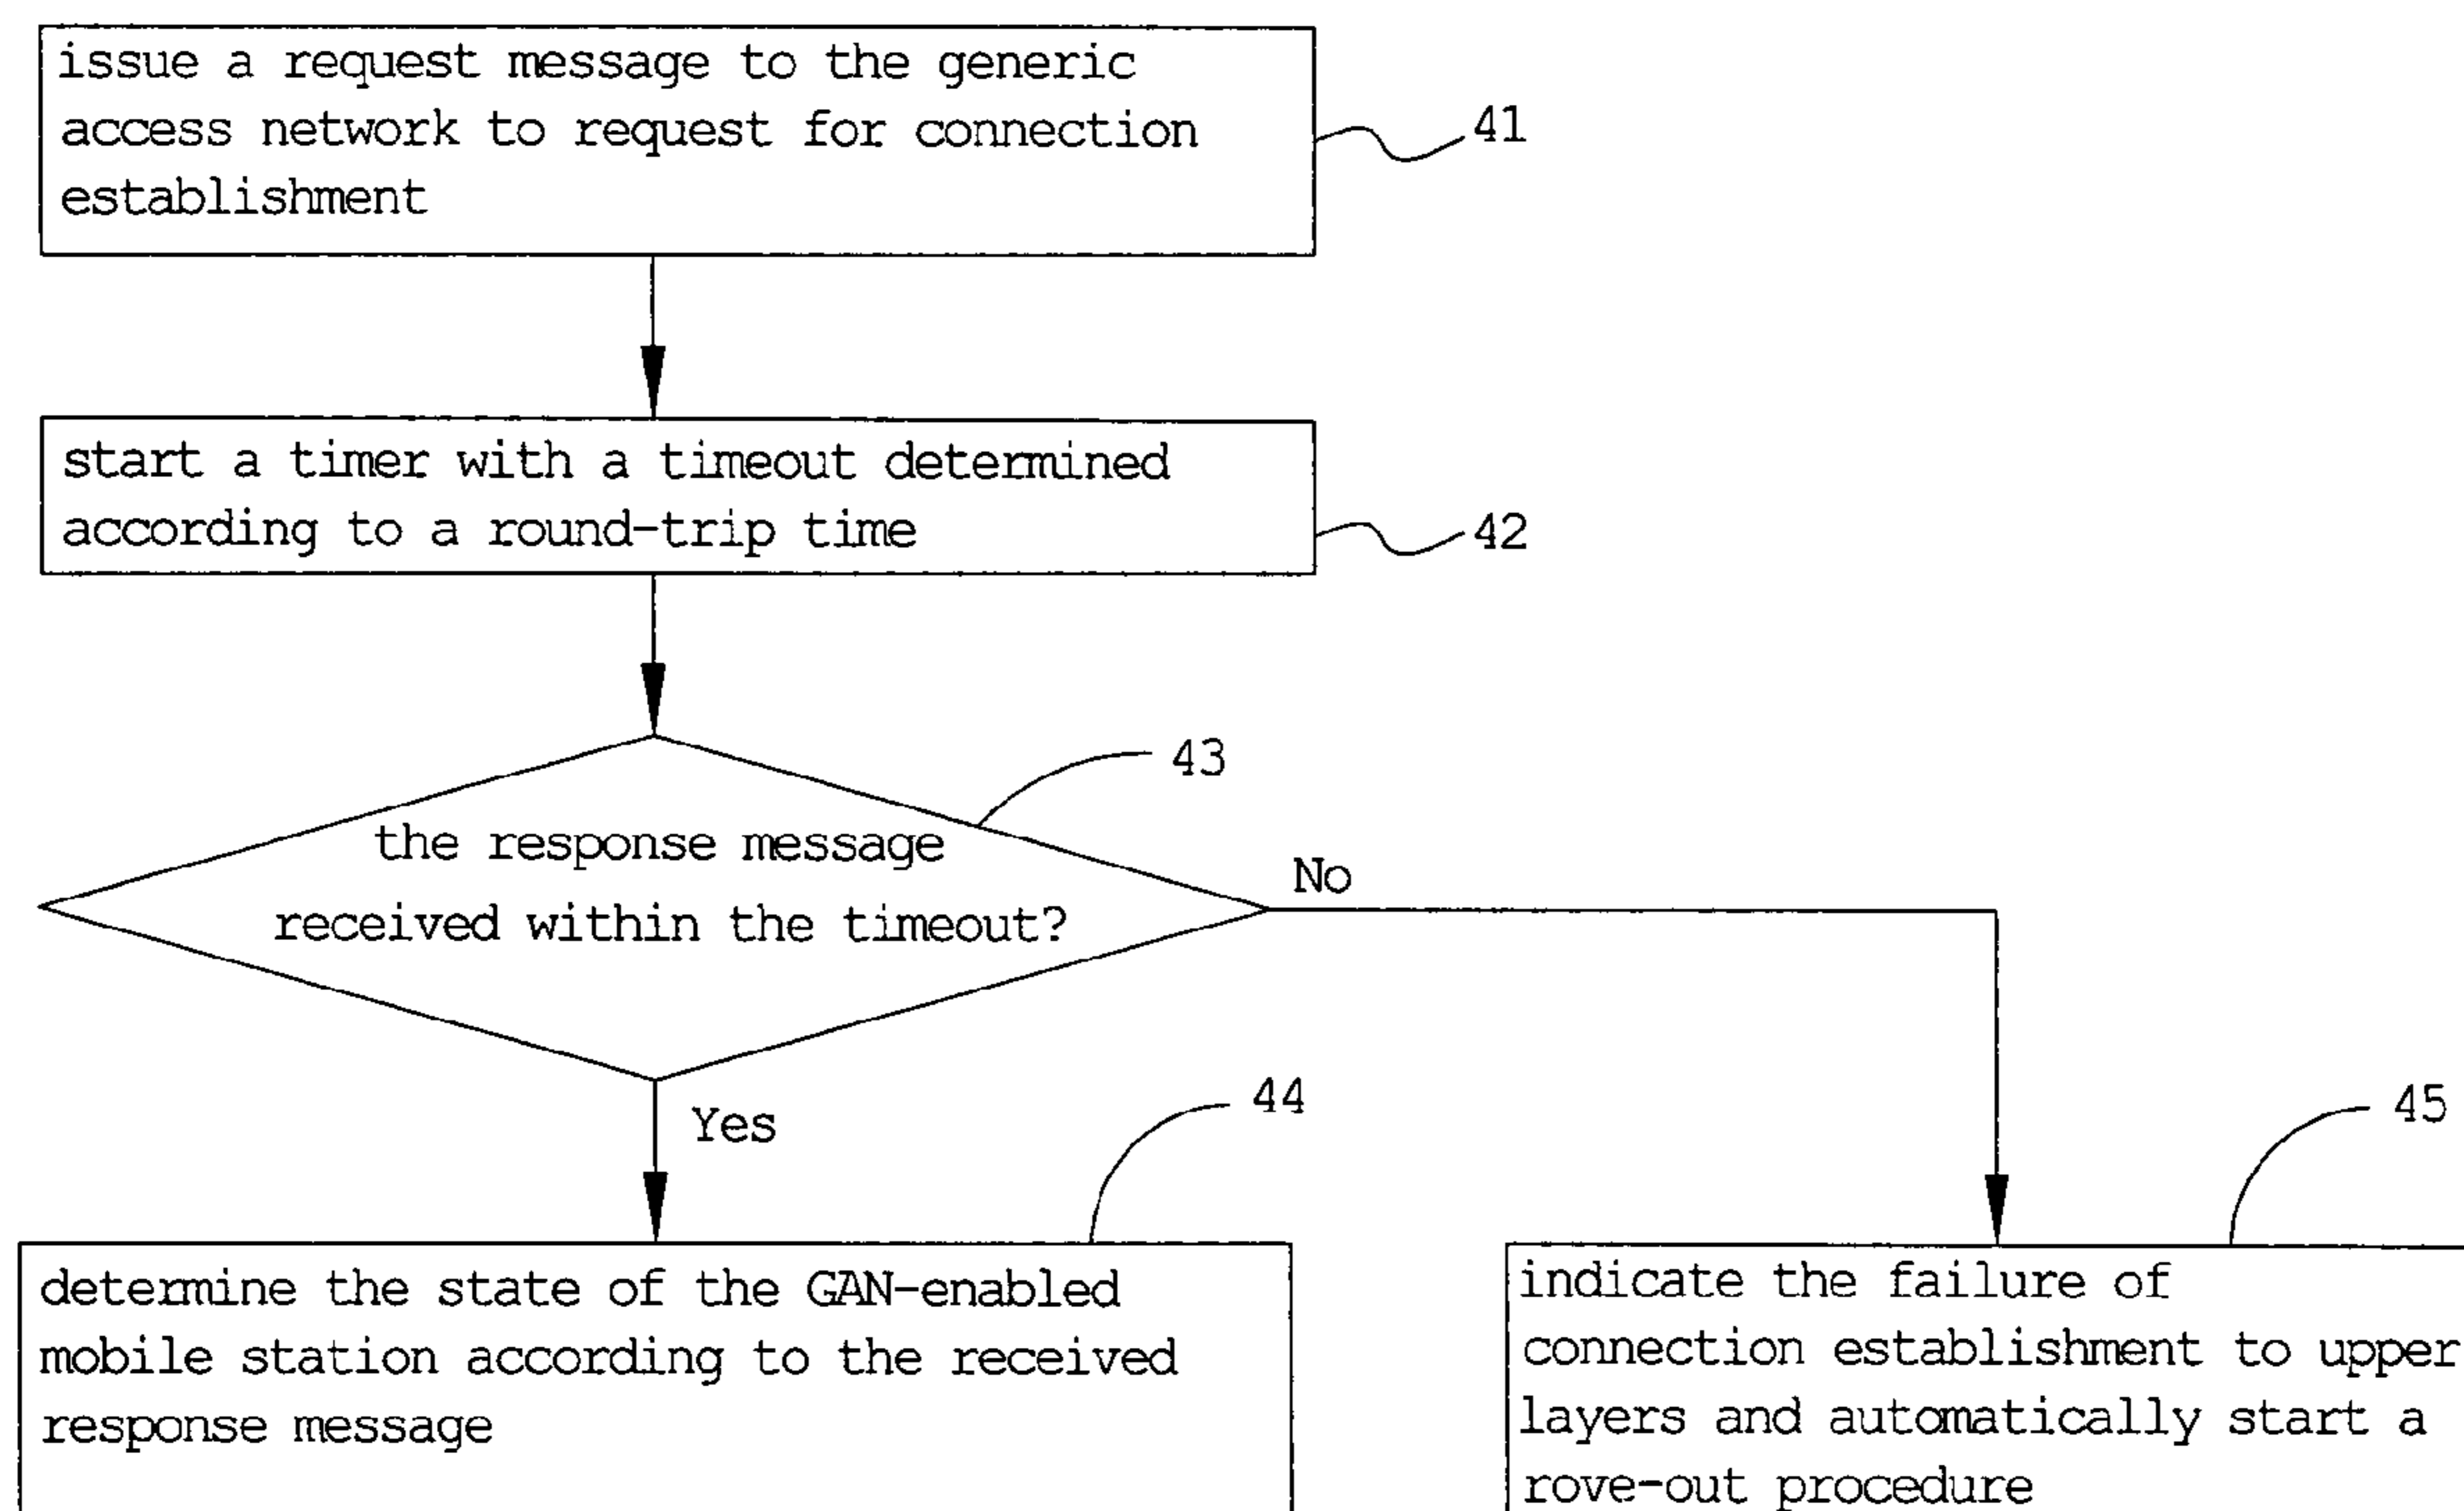 issue a request message to the generic
access network to request for connection
establishment
41
start a timer with a timeout determined
according to a round-trip time
42
43
the response message
received within the timeout?
No
Yes
44
45
determine the state of the GAN-enabled
mobile station according to the received
response message
indicate the failure of
connection establishment to upper
layers and automatically start a
rove-out procedure